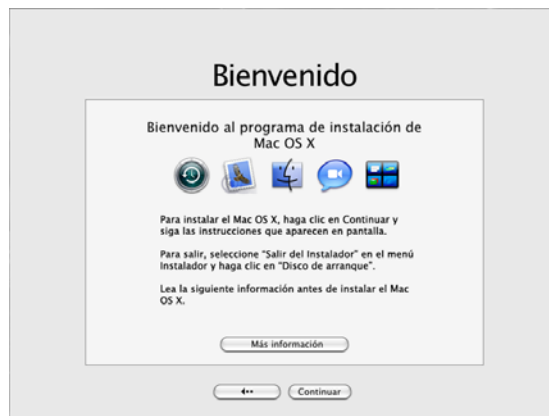 Bienvenido
Bienvenido al programa de instalación de
Mac OS X
Para instalar el Mac OS X, haga clic en Continuar y
siga las instrucciones que aparecen en pantalla.
Para salir, seleccione “Salir del Instalador” en el menú
Instalador y haga clic en “Disco de arranque”.
Lea la siguiente información antes de instalar el Mac
OS X.
Más información
Continuar